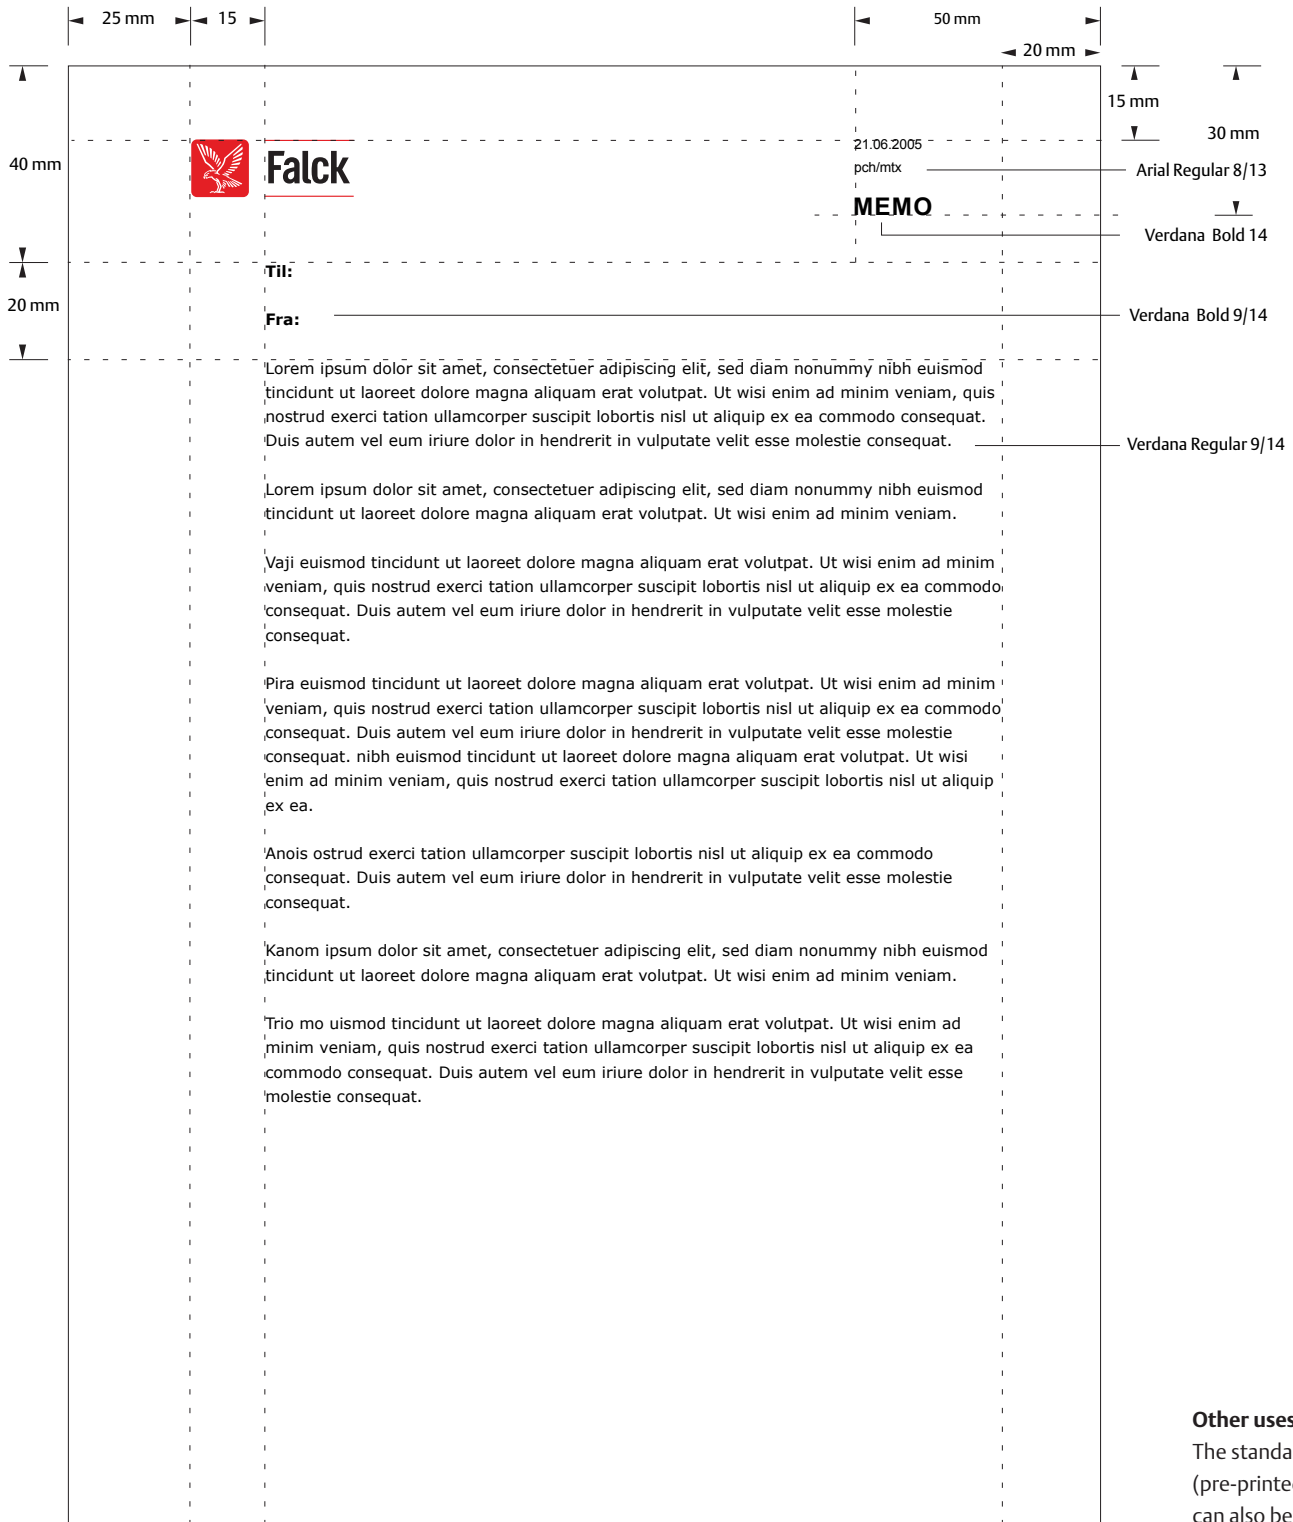 25 mm
15
50 mm
20 mm
15 mm
30 mm
40 mm
Falck
21.06.2005
pch/mtx
Arial Regular 8/13
MEMO
Verdana Bold 14
Til:
20 mm
Fra:
Verdana Bold 9/14
Lorem ipsum dolor sit amet, consectetuer adipiscing elit, sed diam nonummy nibh euismod
tincidunt ut laoreet dolore magna aliquam erat volutpat. Ut wisi enim ad minim veniam, quis
nostrud exerci tation ullamcorper suscipit lobortis nisl ut aliquip ex ea commodo consequat.
Duis autem vel eum iriure dolor in hendrerit in vulputate velit esse molestie consequat.
Verdana Regular 9/14
Lorem ipsum dolor sit amet, consectetuer adipiscing elit, sed diam nonummy nibh euismod
tincidunt ut laoreet dolore magna aliquam erat volutpat. Ut wisi enim ad minim veniam.
Vaji euismod tincidunt ut laoreet dolore magna aliquam erat volutpat. Ut wisi enim ad minim
veniam, quis nostrud exerci tation ullamcorper suscipit lobortis nisl ut aliquip ex ea commodo
consequat. Duis autem vel eum iriure dolor in hendrerit in vulputate velit esse molestie
consequat.
Pira euismod tincidunt ut laoreet dolore magna aliquam erat volutpat. Ut wisi enim ad minim
veniam, quis nostrud exerci tation ullamcorper suscipit lobortis nisl ut aliquip ex ea commodo
consequat. Duis autem vel eum iriure dolor in hendrerit in vulputate velit esse molestie
consequat. nibh euismod tincidunt ut laoreet dolore magna aliquam erat volutpat. Ut wisi
enim ad minim veniam, quis nostrud exerci tation ullamcorper suscipit lobortis nisl ut aliquip
ex ea.
Anois ostrud exerci tation ullamcorper suscipit lobortis nisl ut aliquip ex ea commodo
consequat. Duis autem vel eum iriure dolor in hendrerit in vulputate velit esse molestie
consequat.
Kanom ipsum dolor sit amet, consectetuer adipiscing elit, sed diam nonummy nibh euismod
tincidunt ut laoreet dolore magna aliquam erat volutpat. Ut wisi enim ad minim veniam.
Trio mo uismod tincidunt ut laoreet dolore magna aliquam erat volutpat. Ut wisi enim ad
minim veniam, quis nostrud exerci tation ullamcorper suscipit lobortis nisl ut aliquip ex ea
commodo consequat. Duis autem vel eum iriure dolor in hendrerit in vulputate velit esse
molestie consequat.
Other uses
The
can also be